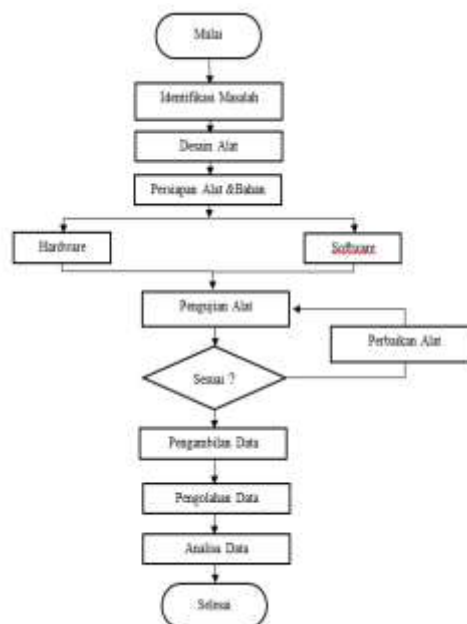 Mulai
Identifikasi Masalah
Desain Alat
Persiapan Alat &Bahan
Hardware
Software
Pengujian Alat
Perbaikan Alat
Sesuai ?
Pengambilan Data
Pengolahan Data
Analisa Data
Selesai